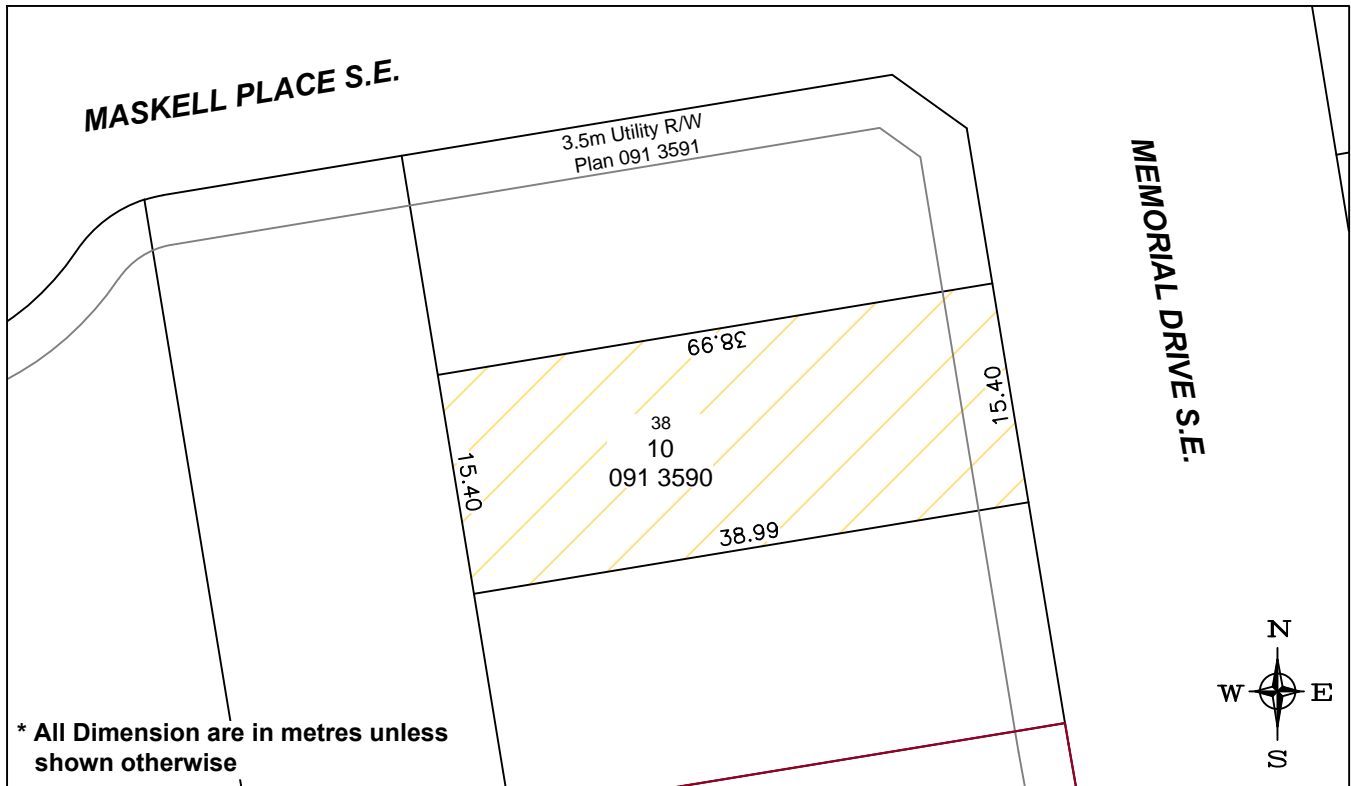 MASKELL PLACE S.E.
3.5m Utility R/W
Plan 091 3591
MEMORIAL DRIVE S.E.
38.99
15.40
38
10
091 3590
15.40
38.99
N
W E
S
* All Dimension are in metres unless
shown otherwise